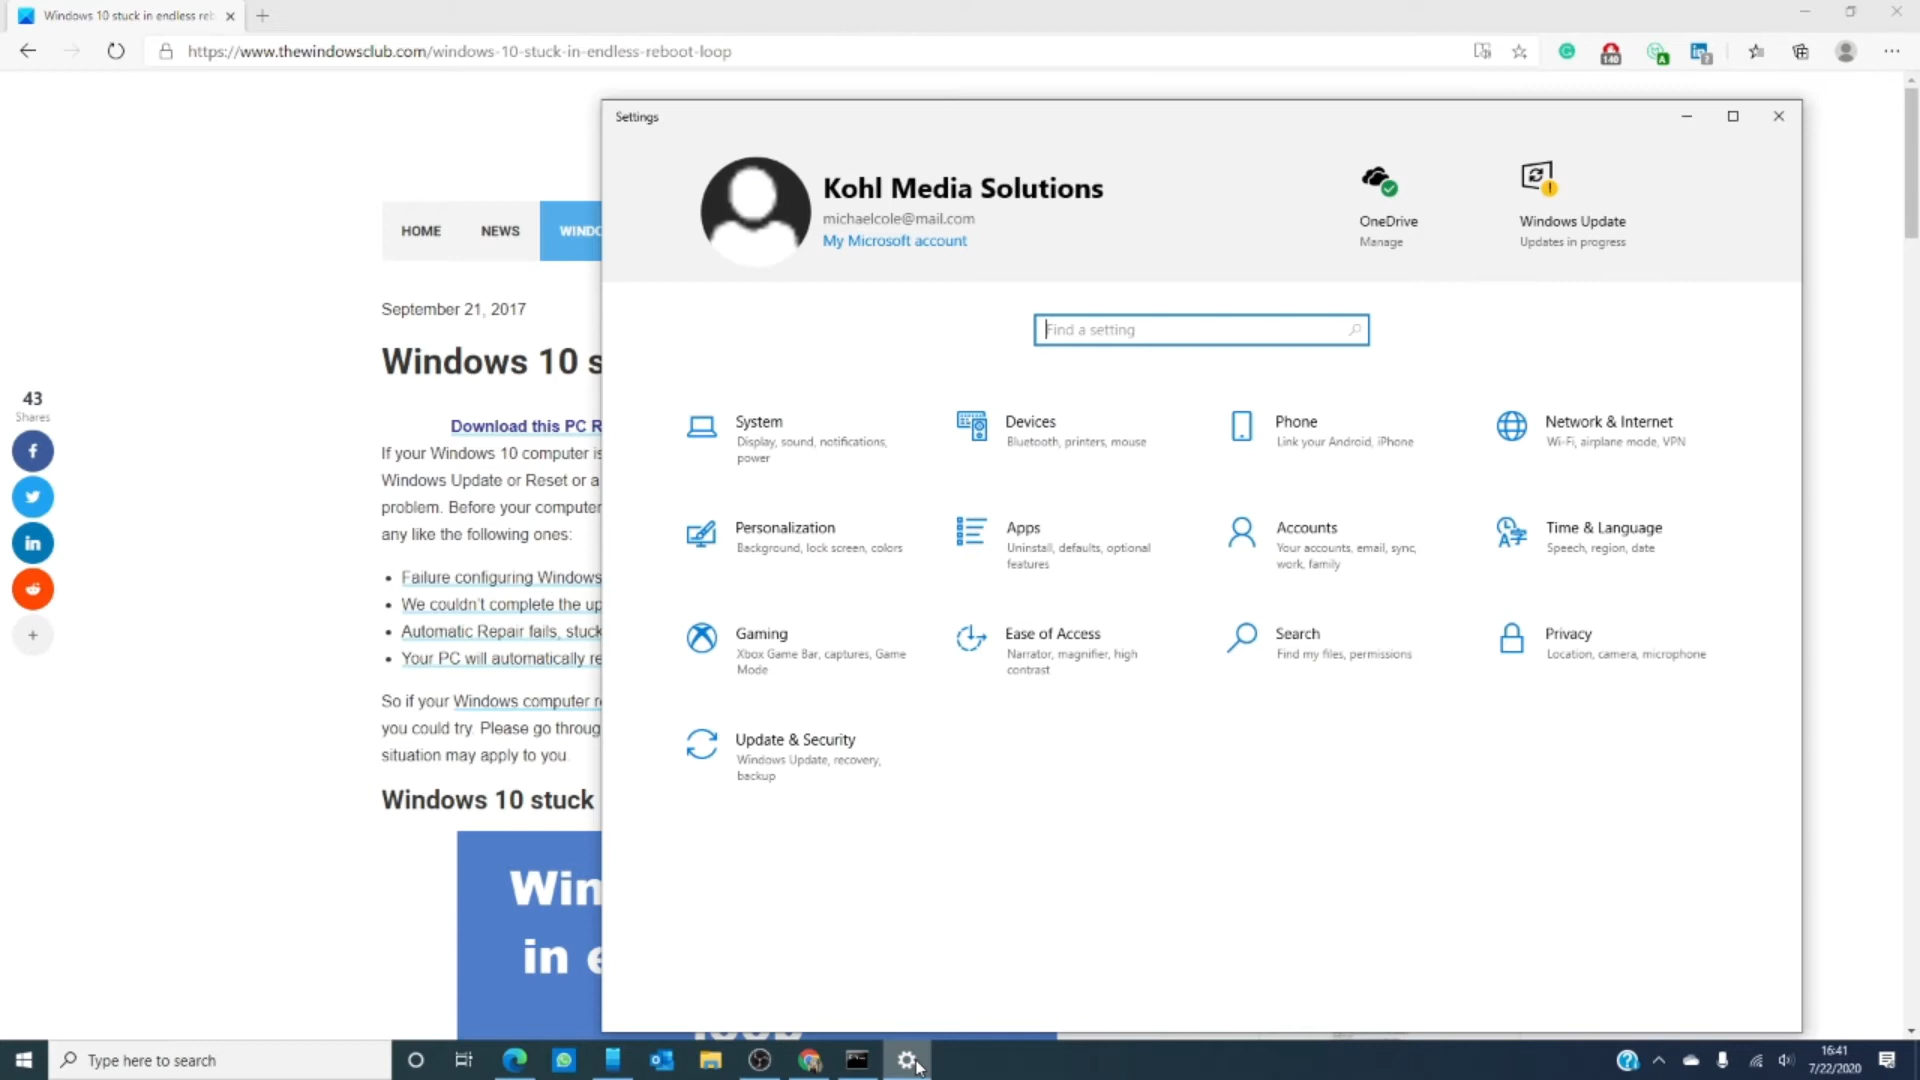 Windows 10 stuck in endless reb
https://www.thewindowsclub.com/windows-10-stuck-in-endless-reboot-loop
140
A
7
HOME
NEWS
WINDO
September 21, 2017
Windows 10 s
43
Shares
Download this PC R
If your Windows 10 computer is
Windows Update or Reset or a
problem. Before your computer
any like the following ones:
Failure configuring Windows
We couldn't complete the up
Automatic Repair fails, stuck
Your PC will automatically re
So if your Windows computer re
you could try. Please go throug
situation may apply to you.
Windows 10 stuck
Win
in e
loop
Settings
Kohl Media Solutions
michaelcole@mail.com
My Microsoft account
OneDrive
Manage
Windows Update
Updates in progress
Find a setting
System
Display, sound, notifications,
power
Devices
Bluetooth, printers, mouse
Phone
Link your Android, iPhone
Network & Internet
Wi-Fi, airplane mode, VPN
Personalization
Background, lock screen, colors
Apps
Uninstall, defaults, optional
features
Accounts
Your accounts, email, sync,
work, family
Time & Language
Speech, region, date
Gaming
Xbox Game Bar, captures, Game
Mode
Ease of Access
Narrator, magnifier, high
contrast
Search
Find my files, permissions
Privacy
Location, camera, microphone
Update & Security
Windows Update, recovery,
backup
Type here to search
16:41
7/22/2020